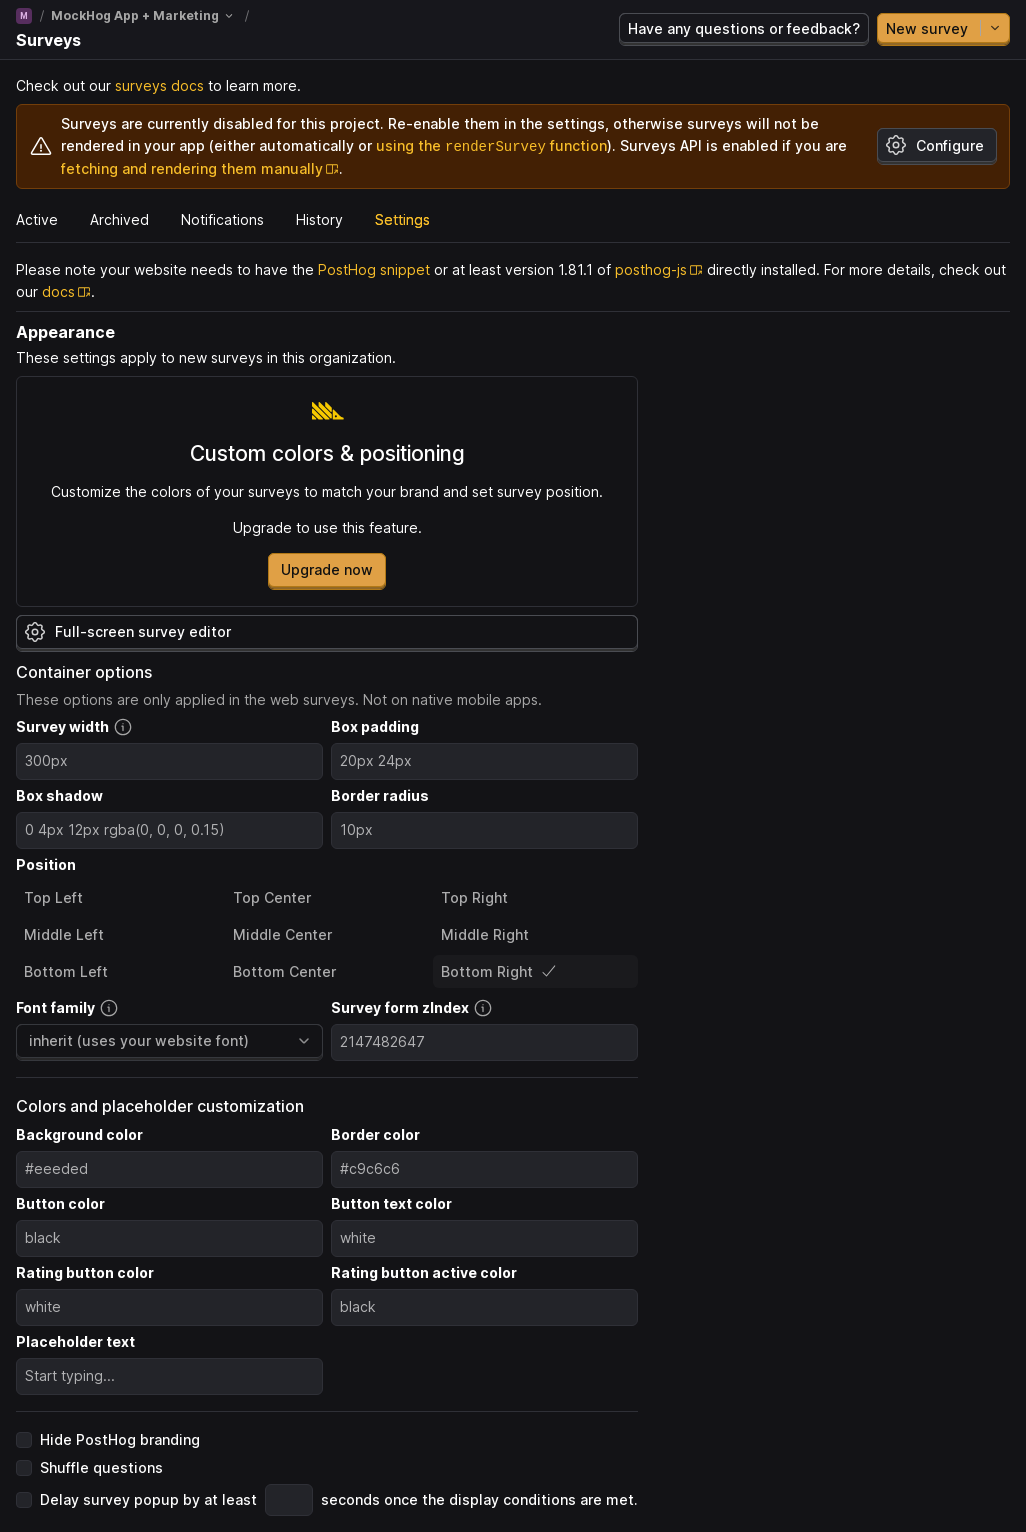 M / MockHog App + Marketing /
Surveys
Have any questions or feedback?
New survey
Check out our surveys docs to learn more.
Surveys are currently disabled for this project. Re-enable them in the settings, otherwise surveys will not be
rendered in your app (either automatically or using the renderSurvey function). Surveys API is enabled if you are
fetching and rendering them manually.
Configure
Active Archived Notifications History Settings
Please note your website needs to have the PostHog snippet or at least version 1.81.1 of posthog-js directly installed. For more details, check out
our docs.
Appearance
These settings apply to new surveys in this organization.
Custom colors & positioning
Customize the colors of your surveys to match your brand and set survey position.
Upgrade to use this feature.
Upgrade now
Full-screen survey editor
Container options
These options are only applied in the web surveys. Not on native mobile apps.
Survey width Box padding
300px 20px 24px
Box shadow Border radius
0 4px 12px rgba(0, 0, 0, 0.15) 10px
Position
Top Left Top Center Top Right
Middle Left Middle Center Middle Right
Bottom Left Bottom Center Bottom Right
Font family Survey form zIndex
inherit (uses your website font) 2147482647
Colors and placeholder customization
Background color Border color
#eeeded #c9c6c6
Button color Button text color
black white
Rating button color Rating button active color
white black
Placeholder text
Start typing...
Hide PostHog branding
Shuffle questions
Delay survey popup by at least seconds once the display conditions are met.